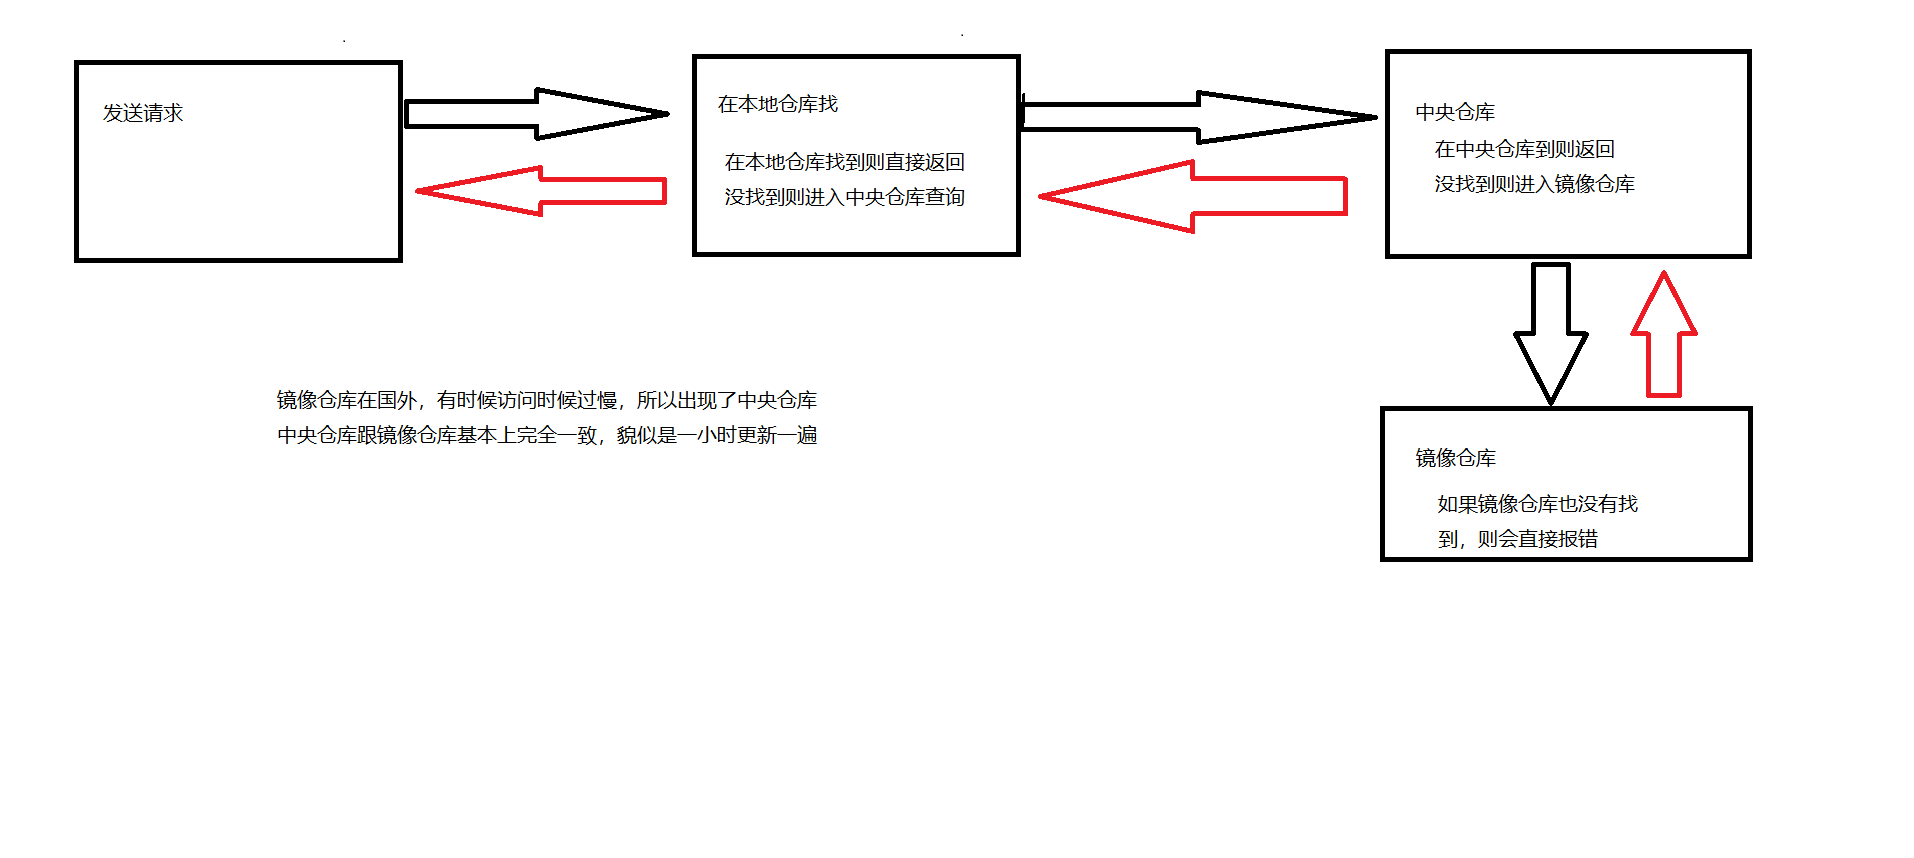 发送请求
在本地仓库找
在本地仓库找到则直接返回
没找到则进入中央仓库查询
中央仓库
在中央仓库到则返回
没找到则进入镜像仓库
镜像仓库在国外，有时候访问时候过慢，所以出现了中央仓库
中央仓库跟镜像仓库基本上完全一致，貌似是一小时更新一遍
镜像仓库
如果镜像仓库也没有找
到，则会直接报错